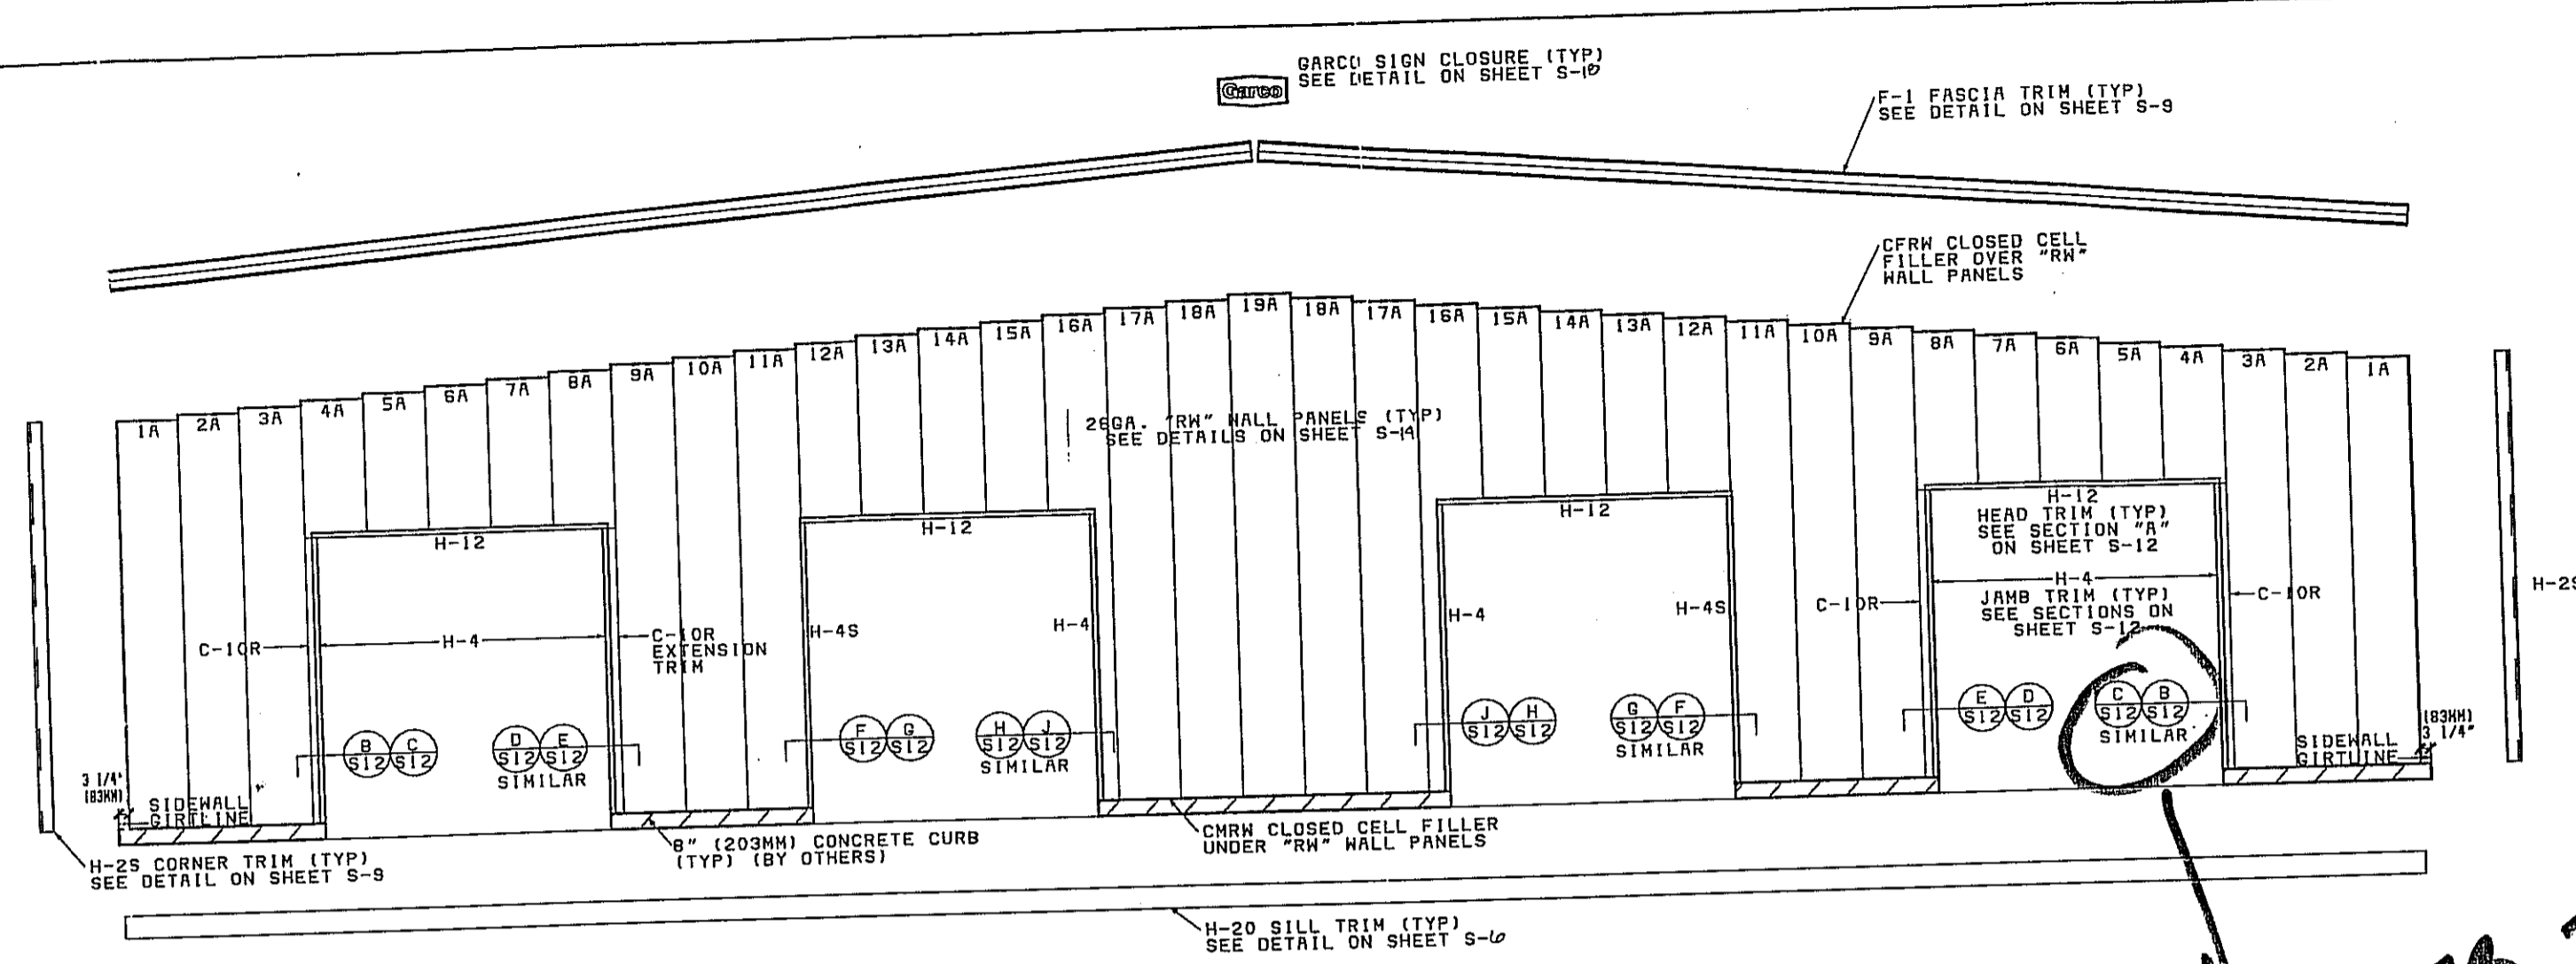 GARCO SIGN CLOSURE (TYP)
SEE DETAIL ON SHEET S-18
Garco
F-1 FASCIA TRIM (TYP)
SEE DETAIL ON SHEET S-9
CFRW CLOSED CELL
FILLER OVER "RW"
WALL PANELS
1A 2A 3A 4A 5A 6A 7A 8A 9A 10A 11A 12A 13A 14A 15A 16A 17A 18A 19A 18A 17A 16A 15A 14A 13A 12A 11A 10A 9A 8A 7A 6A 5A 4A 3A 2A 1A
26GA. "RW" WALL PANELS (TYP)
SEE DETAILS ON SHEET S-14
H-12
H-12
H-12
H-12
HEAD TRIM (TYP)
SEE SECTION "A"
ON SHEET S-12
C-10R
H-4
C-10R
EXTENSION
TRIM
H-4S
H-4
H-4
H-4S
C-10R
H-4
JAMB TRIM (TYP)
SEE SECTIONS ON
SHEET S-12
C-10R
H-2S
B C
S12 S12
D E
S12 S12
SIMILAR
F G
S12 S12
H J
S12 S12
SIMILAR
J H
S12 S12
G F
S12 S12
SIMILAR
E D
S12 S12
C B
S12 S12
SIMILAR
3 1/4"
(83MM)
SIDEWALL
GIRTLINE
SIDEWALL
GIRTLINE
(83MM)
3 1/4"
H-2S CORNER TRIM (TYP)
SEE DETAIL ON SHEET S-9
8" (203MM) CONCRETE CURB
(TYP) (BY OTHERS)
CMRW CLOSED CELL FILLER
UNDER "RW" WALL PANELS
H-20 SILL TRIM (TYP)
SEE DETAIL ON SHEET S-6